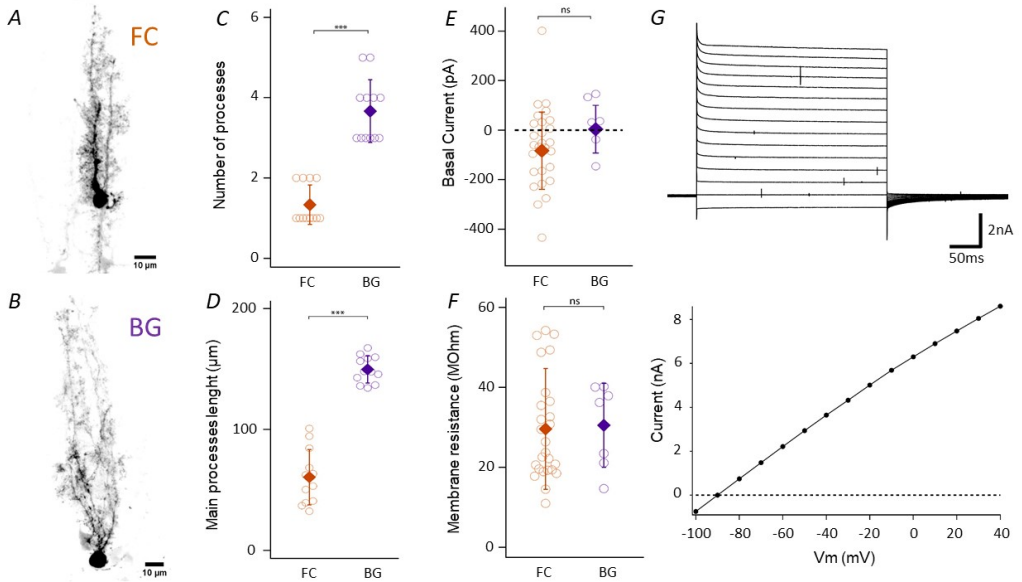 A
FC
10 µm
B
BG
10 µm
C
Number of processes
6
4
2
0
***
FC
BG
D
Main processes lenght (µm)
200
100
0
***
FC
BG
E
Basal Current (pA)
400
200
0
-200
-400
ns
FC
BG
F
Membrane resistance (MOhm)
60
40
20
0
ns
FC
BG
G
2nA
50ms
Current (nA)
8
6
4
2
0
-100
-80
-60
-40
-20
0
20
40
Vm (mV)